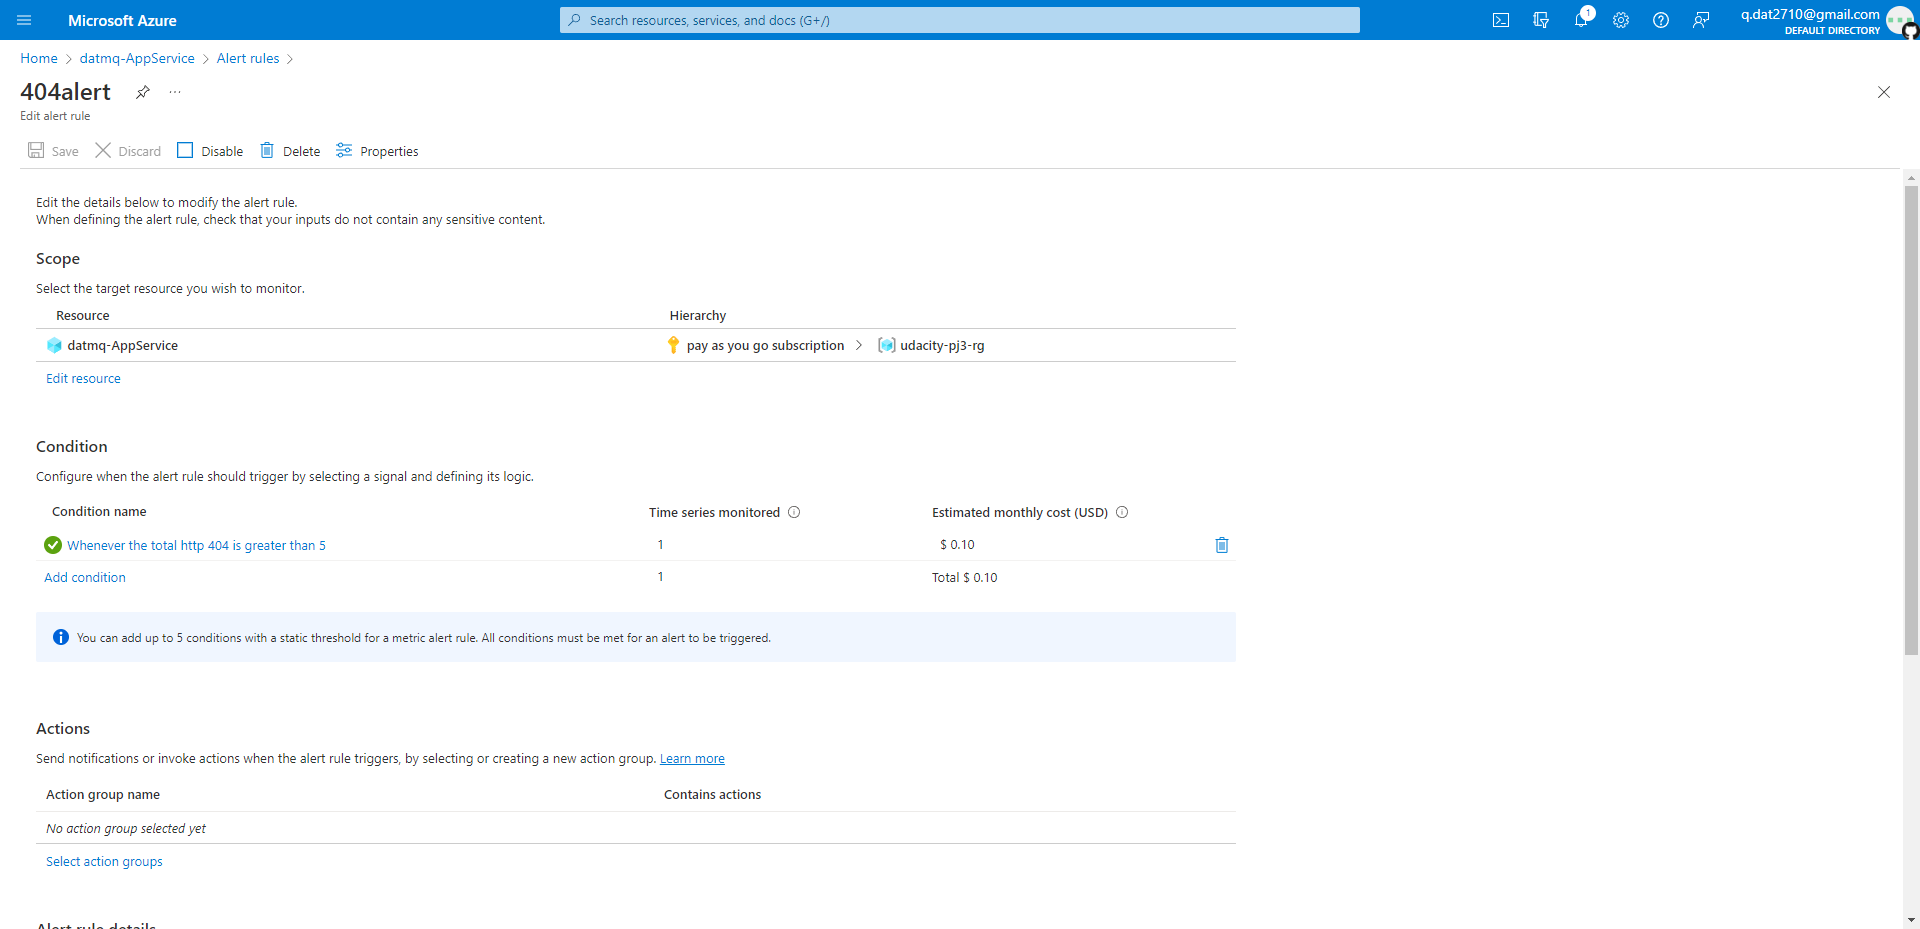 Microsoft Azure
Search resources, services, and docs (G+/)
1
q.dat2710@gmail.com
DEFAULT DIRECTORY
Home > datmq-AppService > Alert rules >
404alert
...
Edit alert rule
Save
Discard
Disable
Delete
Properties
Edit the details below to modify the alert rule.
When defining the alert rule, check that your inputs do not contain any sensitive content.
Scope
Select the target resource you wish to monitor.
Resource
Hierarchy
datmq-AppService
pay as you go subscription > udacity-pj3-rg
Edit resource
Condition
Configure when the alert rule should trigger by selecting a signal and defining its logic.
Condition name
Time series monitored
Estimated monthly cost (USD)
Whenever the total http 404 is greater than 5
1
$ 0.10
Add condition
1
Total $ 0.10
You can add up to 5 conditions with a static threshold for a metric alert rule. All conditions must be met for an alert to be triggered.
Actions
Send notifications or invoke actions when the alert rule triggers, by selecting or creating a new action group. Learn more
Action group name
Contains actions
No action group selected yet
Select action groups
Alert rule details